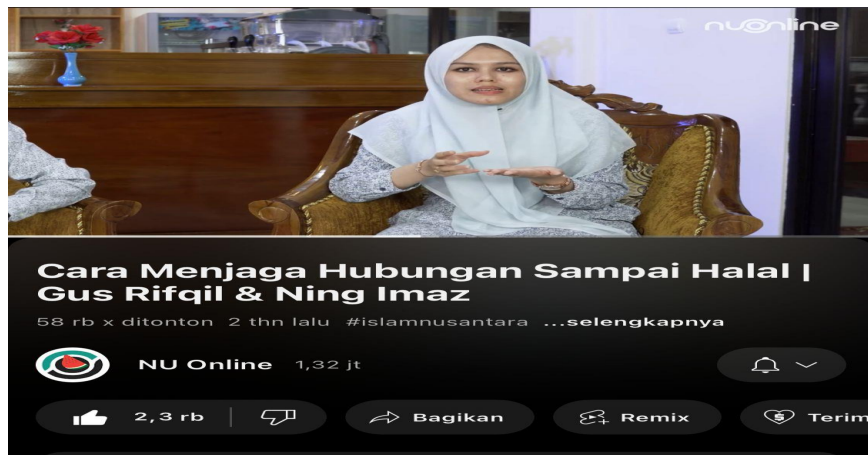 nuonline
Cara Menjaga Hubungan Sampai Halal |
Gus Rifqil & Ning Imaz
58 rb x ditonton 2 thn lalu #islamnusantara ...selengkapnya
NU Online 1,32 jt
2,3 rb Bagikan Remix Terim